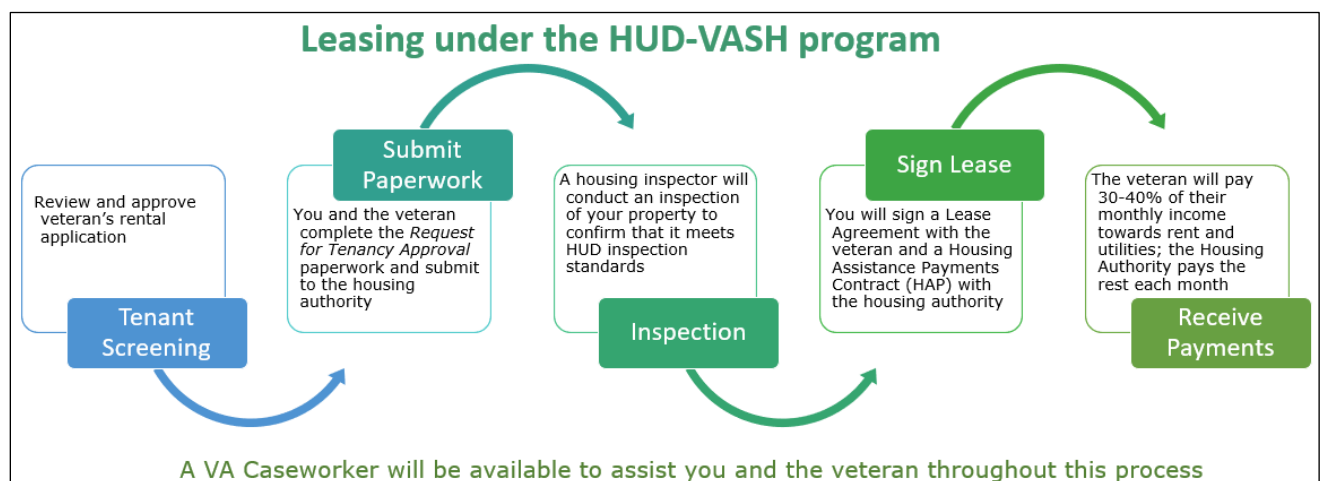 Leasing under the HUD-VASH program
Review and approve
veteran's rental
application
Tenant
Screening
Submit
Paperwork
You and the veteran
complete the Request
for Tenancy Approval
paperwork and submit
to the housing
authority
A housing inspector will
conduct an inspection
of your property to
confirm that it meets
HUD inspection
standards
Inspection
Sign Lease
You will sign a Lease
Agreement with the
veteran and a Housing
Assistance Payments
Contract (HAP) with
the housing authority
The veteran will pay
30-40% of their
monthly income
towards rent and
utilities; the Housing
Authority pays the
rest each month
Receive
Payments
A VA Caseworker will be available to assist you and the veteran throughout this process